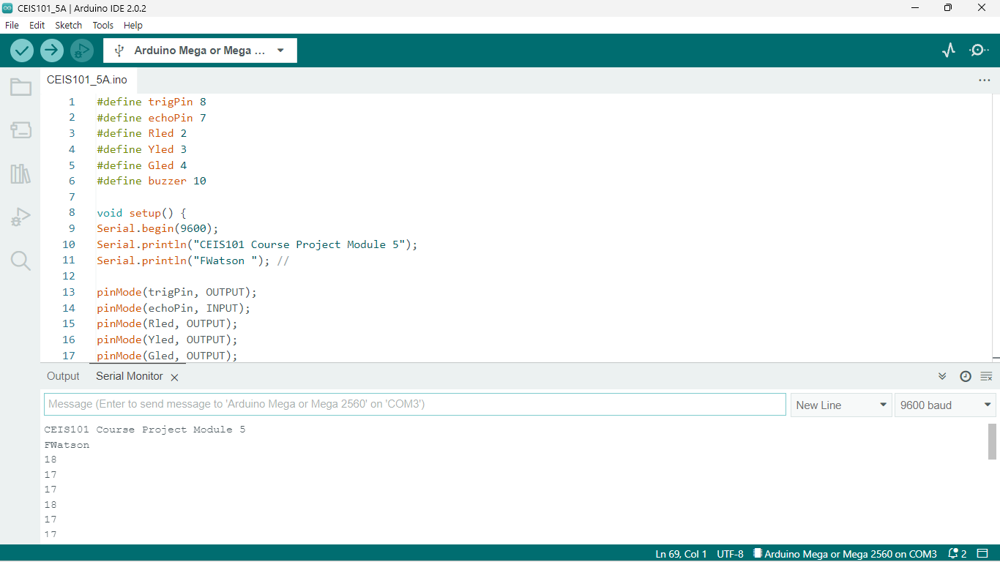 CEIS101_5A | Arduino IDE 2.0.2
File Edit Sketch Tools Help
Arduino Mega or Mega ...
CEIS101_5A.ino
1 #define trigPin 8
2 #define echoPin 7
3 #define Rled 2
4 #define Yled 3
5 #define Gled 4
6 #define buzzer 10
7
8 void setup() {
9 Serial.begin(9600);
10 Serial.println("CEIS101 Course Project Module 5");
11 Serial.println("FWatson "); //
12
13 pinMode(trigPin, OUTPUT);
14 pinMode(echoPin, INPUT);
15 pinMode(Rled, OUTPUT);
16 pinMode(Yled, OUTPUT);
17 pinMode(Gled, OUTPUT);
Output Serial Monitor
Message (Enter to send message to 'Arduino Mega or Mega 2560' on 'COM3')
New Line
9600 baud
CEIS101 Course Project Module 5
FWatson
18
17
17
18
17
17
Ln 69, Col 1 UTF-8 Arduino Mega or Mega 2560 on COM3 2